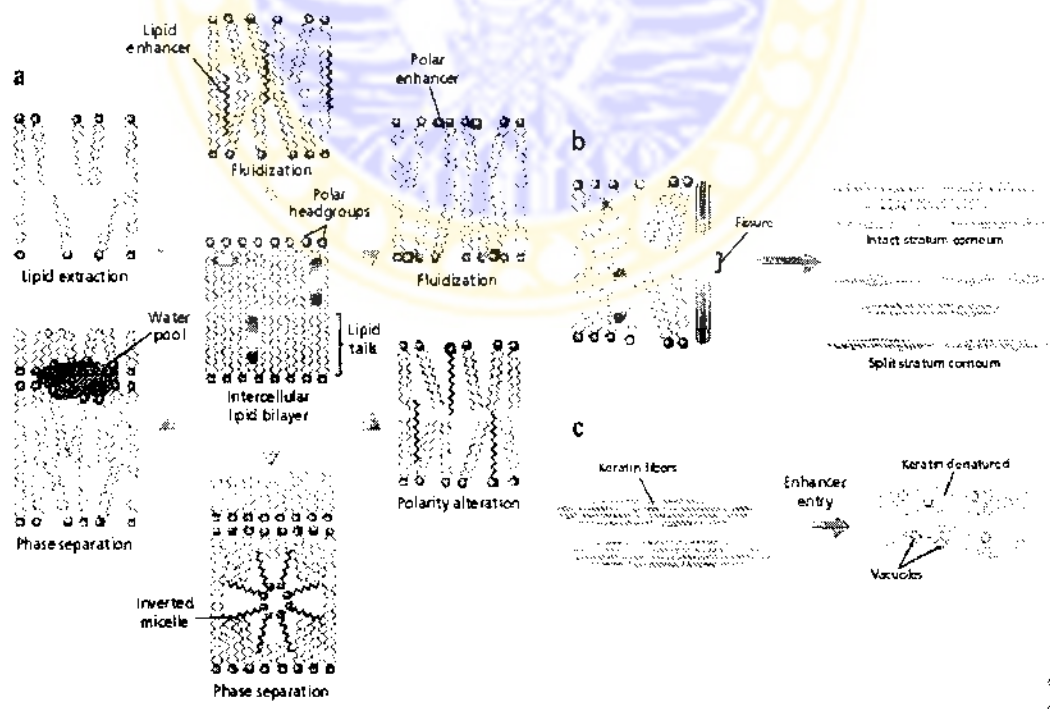 a
Lipid
enhancer
Fluidization
Polar
enhancer
Fluidization
Lipid extraction
Polar
headgroups
Water
pool
Lipid
tails
Intercellular
lipid bilayer
Phase separation
Polarity alteration
Inverted
micelle
Phase separation
b
Fissure
Intact stratum corneum
Split stratum corneum
c
Keratin fibers
Enhancer
entry
Keratin denatured
Vacuoles